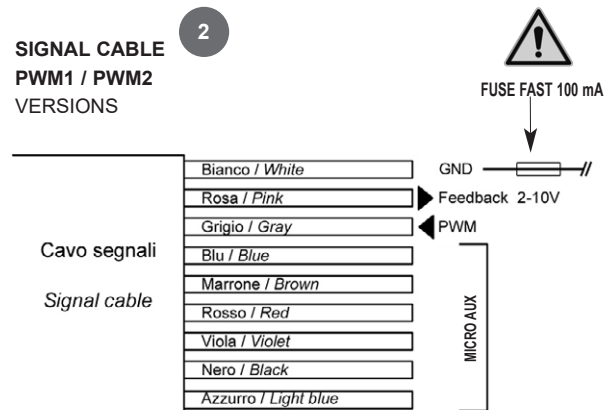 2
SIGNAL CABLE
PWM1 / PWM2
VERSIONS
FUSE FAST 100 mA
Bianco / White
GND
Rosa / Pink
Feedback 2-10V
Grigio / Gray
PWM
Cavo segnali
Signal cable
Blu / Blue
Marrone / Brown
Rosso / Red
Viola / Violet
Nero / Black
Azzurro / Light blue
MICRO AUX